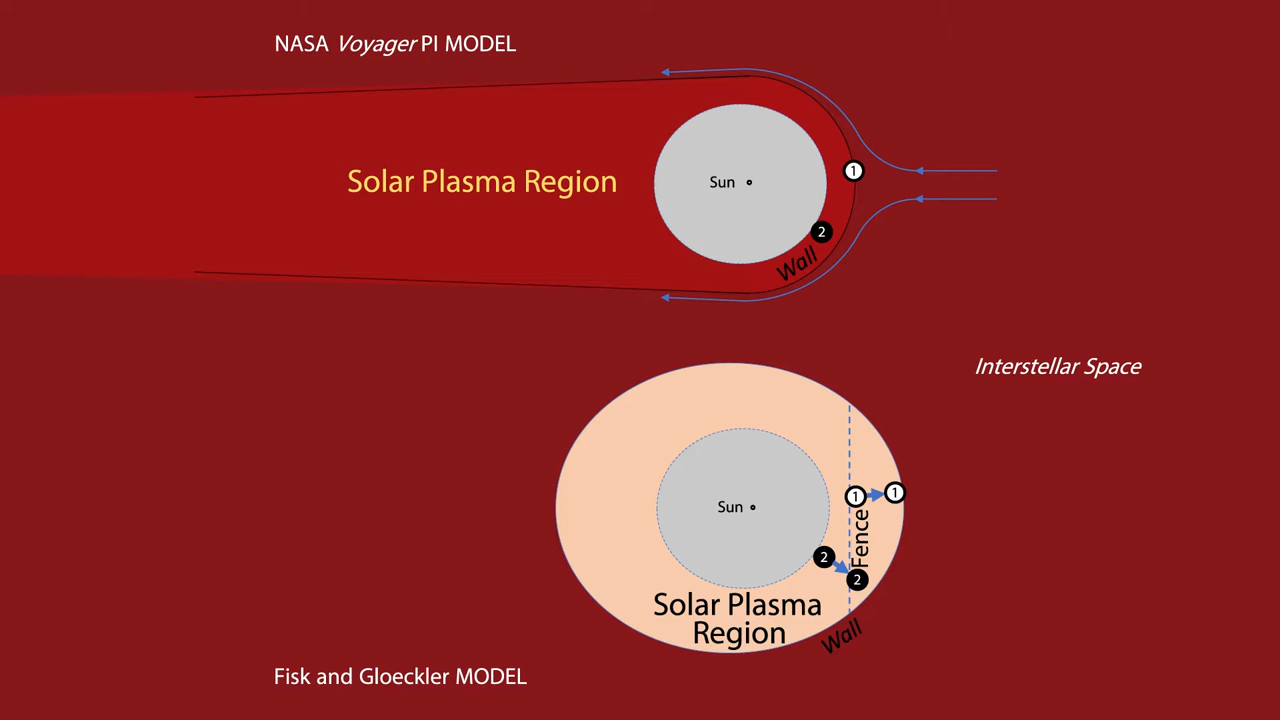 NASA Voyager PI MODEL
Solar Plasma Region
Sun
1
2
Wall
Interstellar Space
Sun
1
1
Fence
2
2
Solar Plasma
Region
Wall
Fisk and Gloeckler MODEL